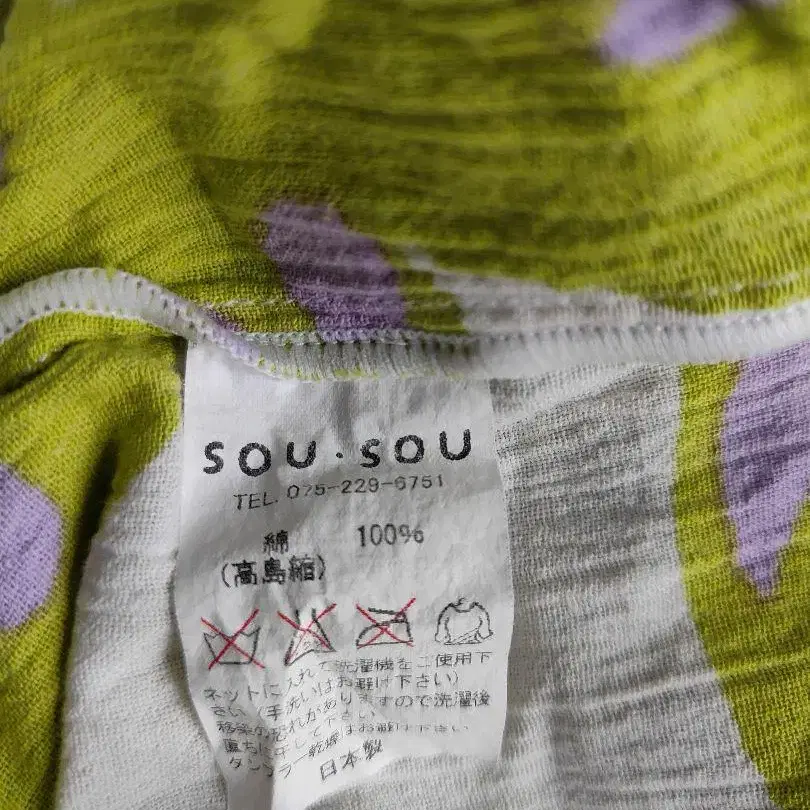 SOU・SOU
TEL. 075-229-6751
綿 100%
(高島縮)
ネットに入れて洗濯機をご使用下
さい(手洗いはお避け下さい)
移染の恐れがありますので洗濯後
直ちに干して下さい
タンブラー乾燥はお避け下さい
日本製